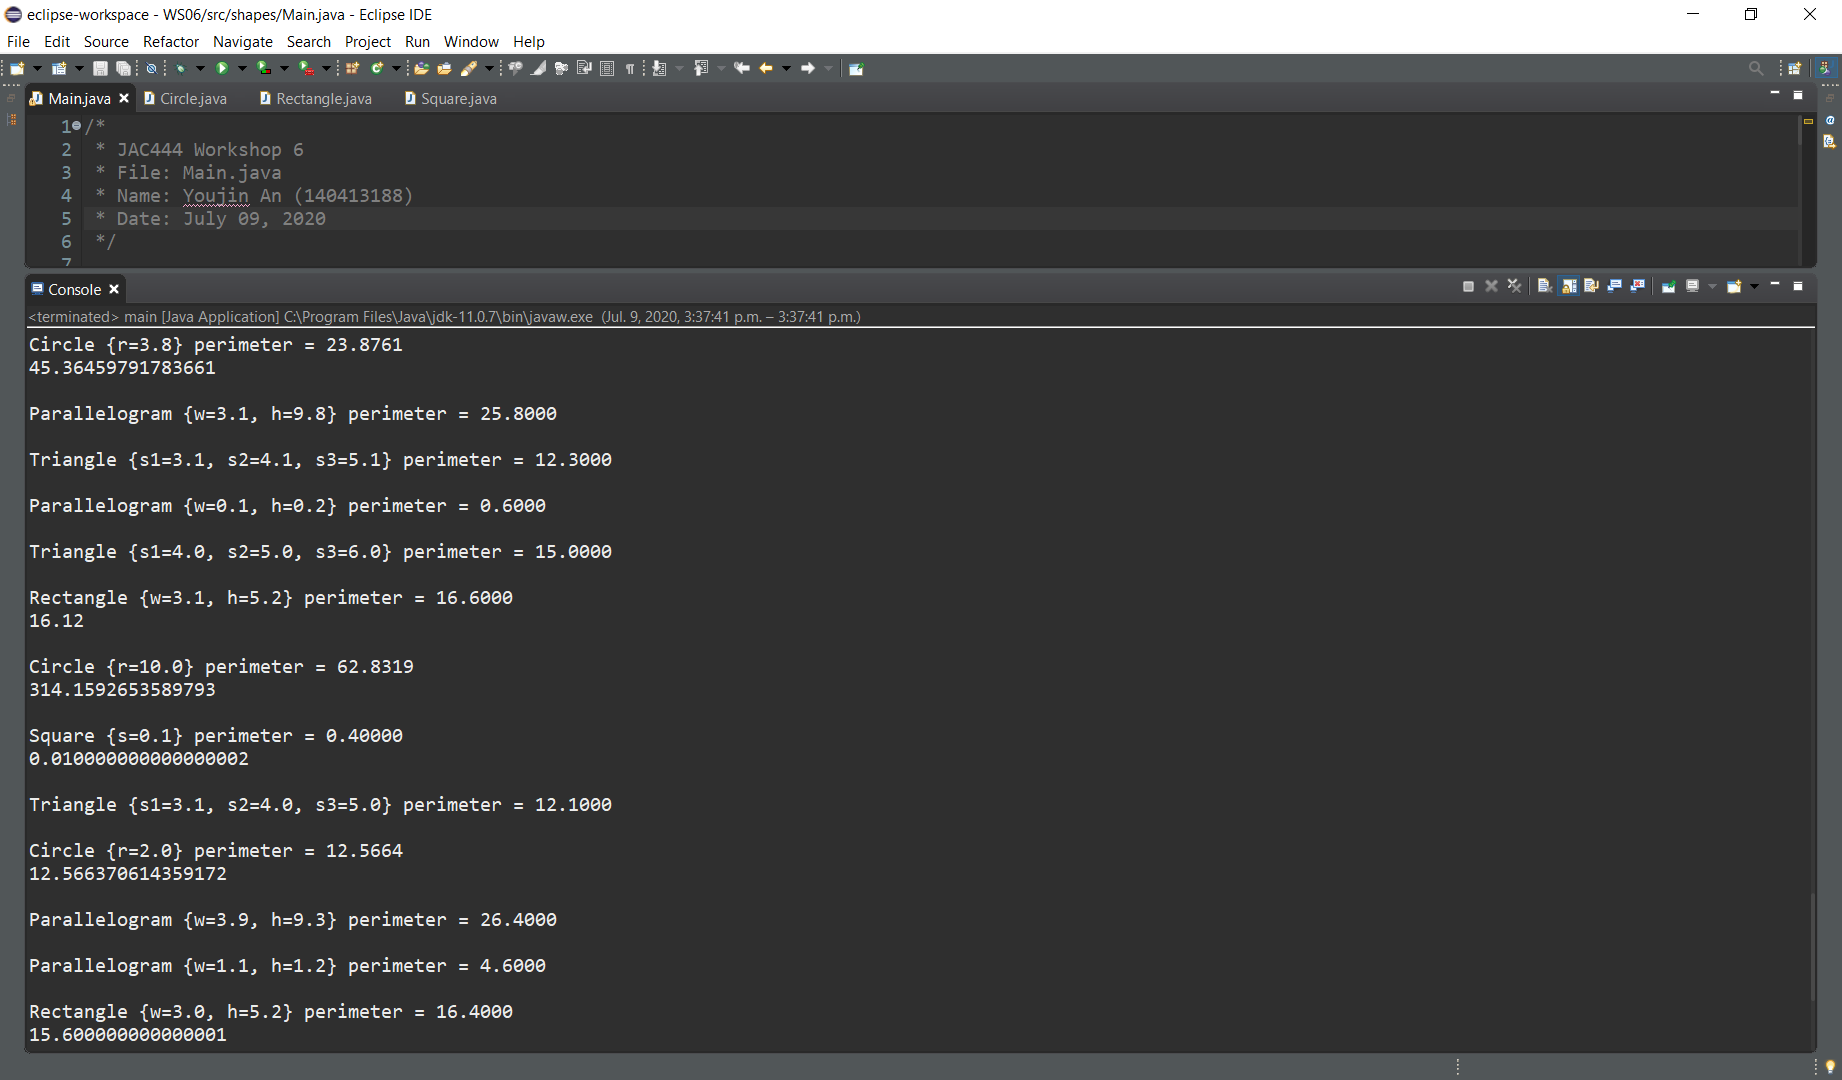 eclipse-workspace - WS06/src/shapes/Main.java - Eclipse IDE
File Edit Source Refactor Navigate Search Project Run Window Help
Main.java Circle.java Rectangle.java Square.java
1 /*
2 * JAC444 Workshop 6
3 * File: Main.java
4 * Name: Youjin An (140413188)
5 * Date: July 09, 2020
6 */
7
Console
<terminated> main [Java Application] C:\Program Files\Java\jdk-11.0.7\bin\javaw.exe (Jul. 9, 2020, 3:37:41 p.m. – 3:37:41 p.m.)
Circle {r=3.8} perimeter = 23.8761
45.36459791783661
Parallelogram {w=3.1, h=9.8} perimeter = 25.8000
Triangle {s1=3.1, s2=4.1, s3=5.1} perimeter = 12.3000
Parallelogram {w=0.1, h=0.2} perimeter = 0.6000
Triangle {s1=4.0, s2=5.0, s3=6.0} perimeter = 15.0000
Rectangle {w=3.1, h=5.2} perimeter = 16.6000
16.12
Circle {r=10.0} perimeter = 62.8319
314.1592653589793
Square {s=0.1} perimeter = 0.40000
0.010000000000000002
Triangle {s1=3.1, s2=4.0, s3=5.0} perimeter = 12.1000
Circle {r=2.0} perimeter = 12.5664
12.566370614359172
Parallelogram {w=3.9, h=9.3} perimeter = 26.4000
Parallelogram {w=1.1, h=1.2} perimeter = 4.6000
Rectangle {w=3.0, h=5.2} perimeter = 16.4000
15.600000000000001